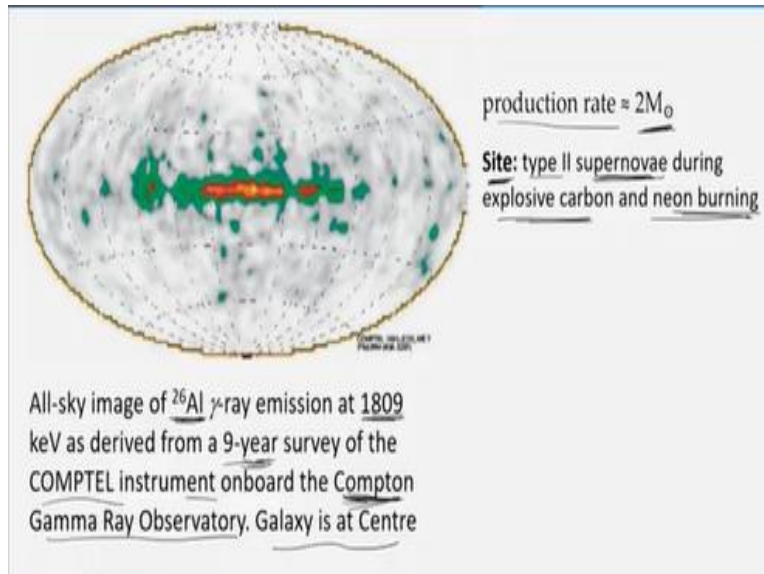 production rate ≈ 2M⊙
Site: type II supernovae during
explosive carbon and neon burning
All-sky image of ²⁶Al γ-ray emission at 1809
keV as derived from a 9-year survey of the
COMPTEL instrument onboard the Compton
Gamma Ray Observatory. Galaxy is at Centre